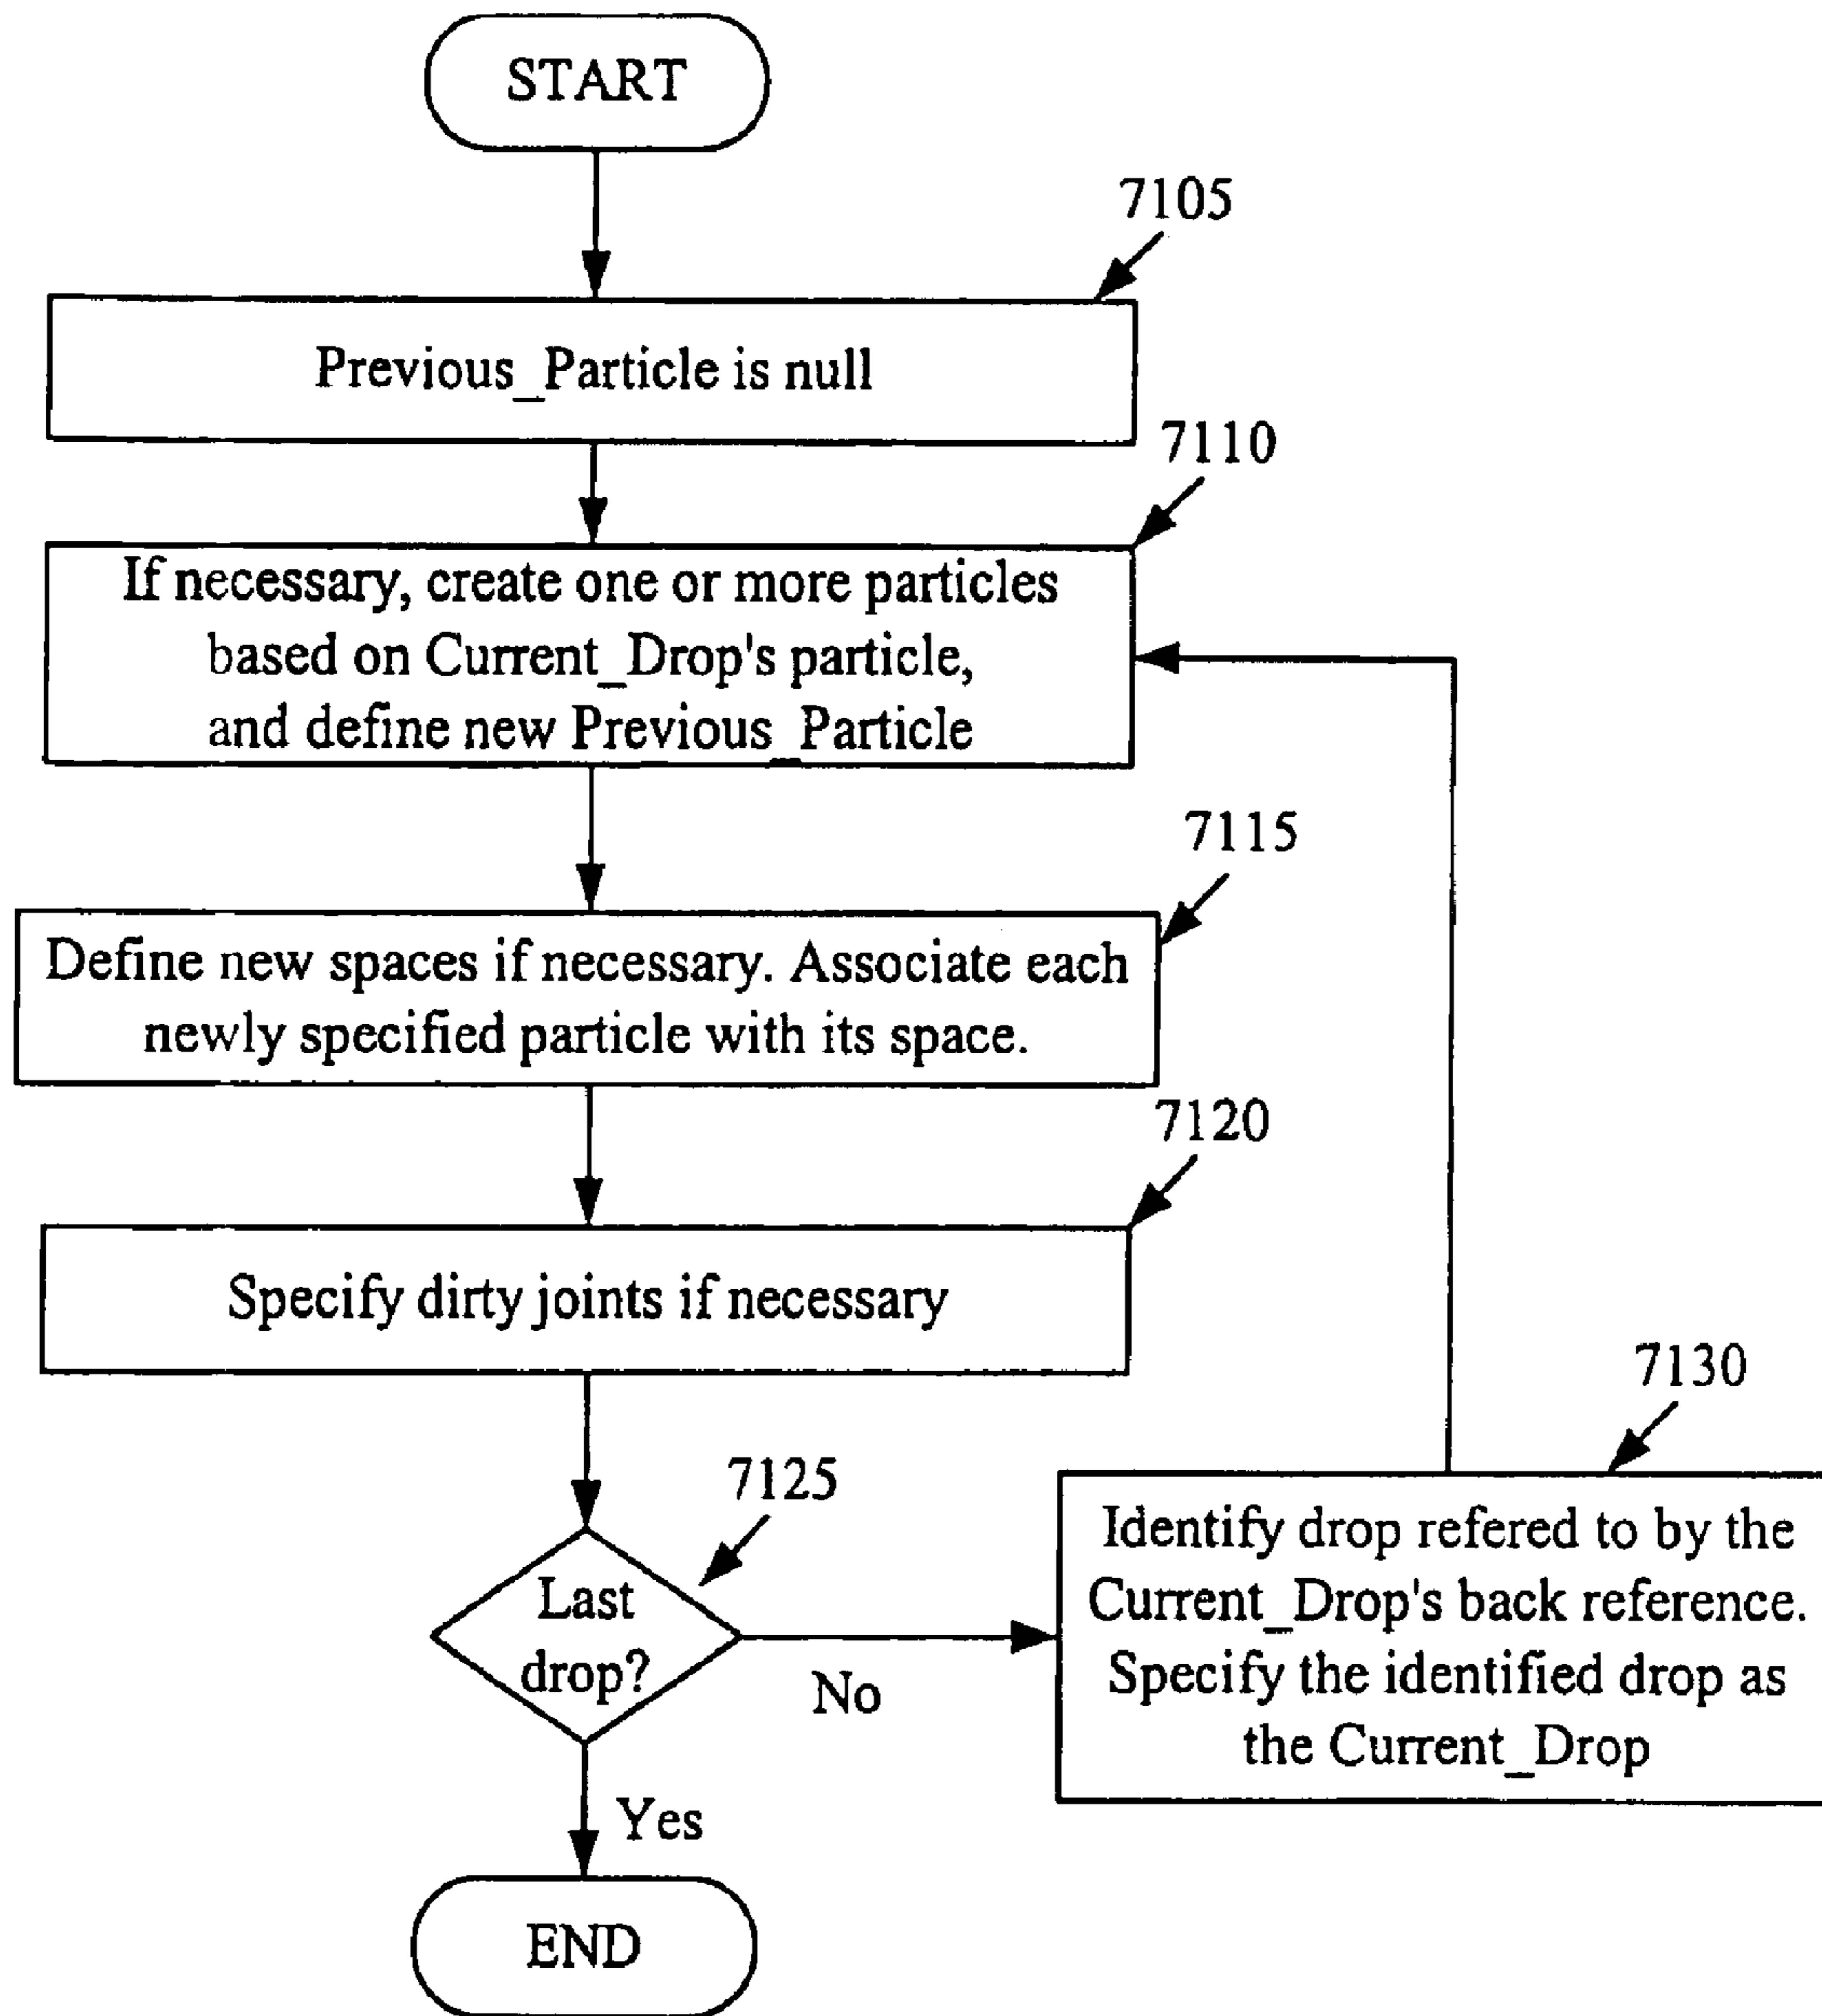 START
7105
Previous_Particle is null
7110
If necessary, create one or more particles
based on Current_Drop's particle,
and define new Previous_Particle
7115
Define new spaces if necessary. Associate each
newly specified particle with its space.
7120
Specify dirty joints if necessary
7125
Last
drop?
No
Yes
7130
Identify drop refered to by the
Current_Drop's back reference.
Specify the identified drop as
the Current_Drop
END